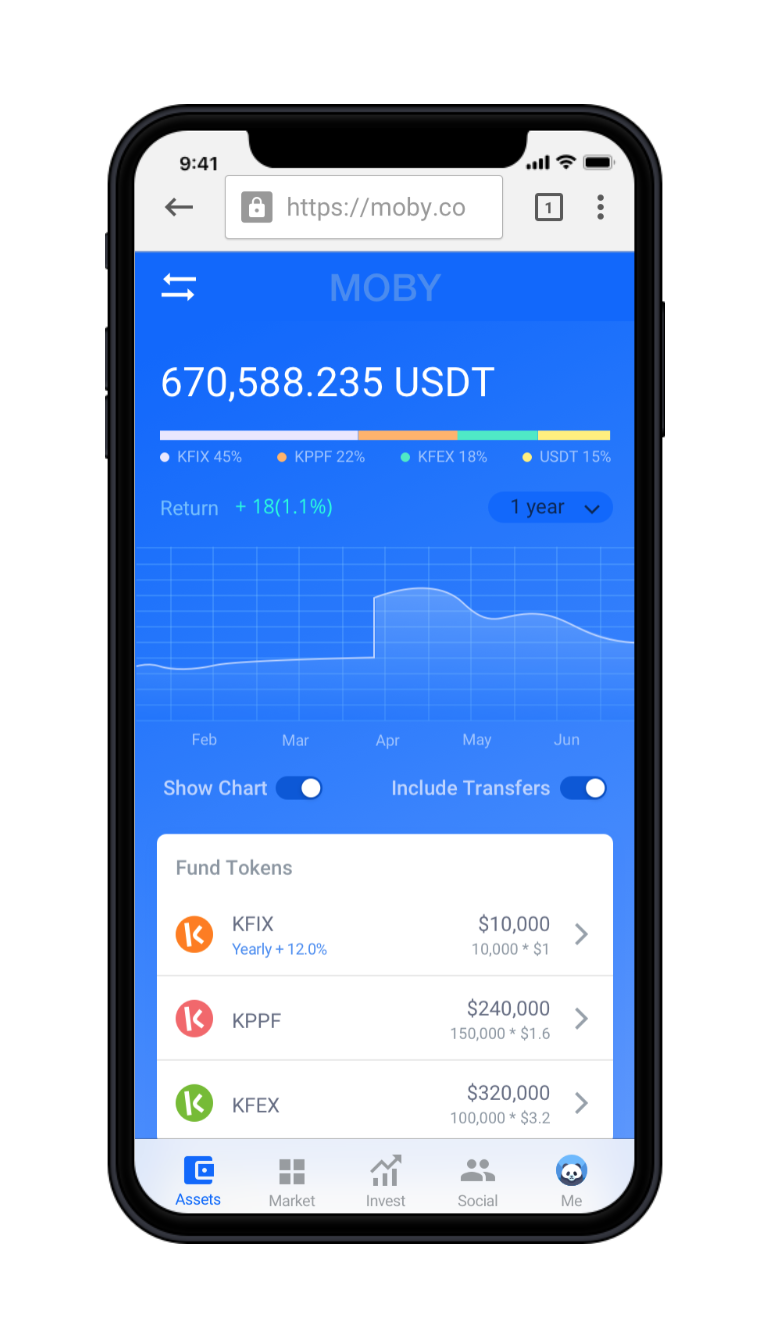 9:41
https://moby.co
1
MOBY
670,588.235 USDT
KFIX 45% KPPF 22% KFEX 18% USDT 15%
Return + 18(1.1%) 1 year
Feb Mar Apr May Jun
Show Chart Include Transfers
Fund Tokens
KFIX $10,000
Yearly + 12.0% 10,000 * $1
KPPF $240,000
150,000 * $1.6
KFEX $320,000
100,000 * $3.2
Assets Market Invest Social Me